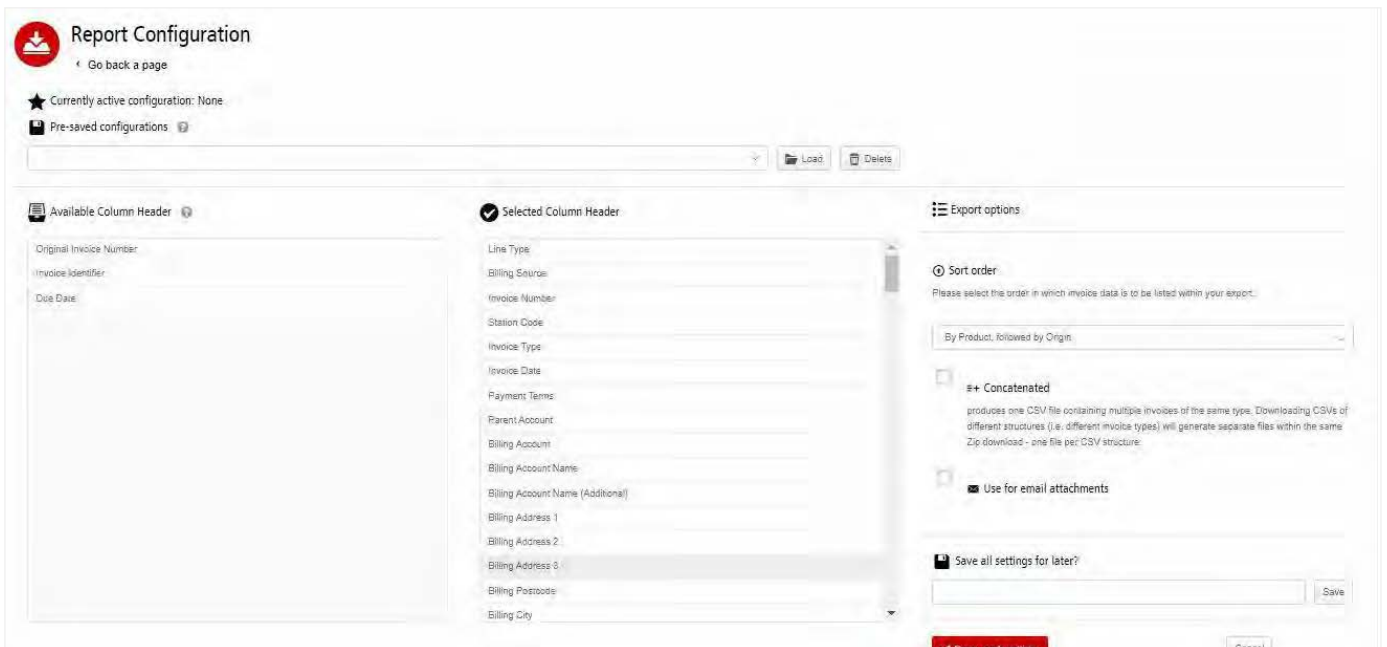 Report Configuration
Go back a page
Currently active configuration: None
Pre-saved configurations
Load
Delete
Available Column Header
Original Invoice Number
Invoice Identifier
Due Date
Selected Column Header
Line Type
Billing Source
Invoice Number
Station Code
Invoice Type
Invoice Date
Payment Terms
Parent Account
Billing Account
Billing Account Name
Billing Account Name (Additional)
Billing Address 1
Billing Address 2
Billing Address 3
Billing Postcode
Billing City
Export options
Sort order
Please select the order in which invoice data is to be listed within your export.
By Product, followed by Origin
Concatenated
produces one CSV file containing multiple invoices of the same type. Downloading CSVs of
different structures (i.e. different invoice types) will generate separate files within the same
Zip download - one file per CSV structure.
Use for email attachments
Save all settings for later?
Save
Cancel